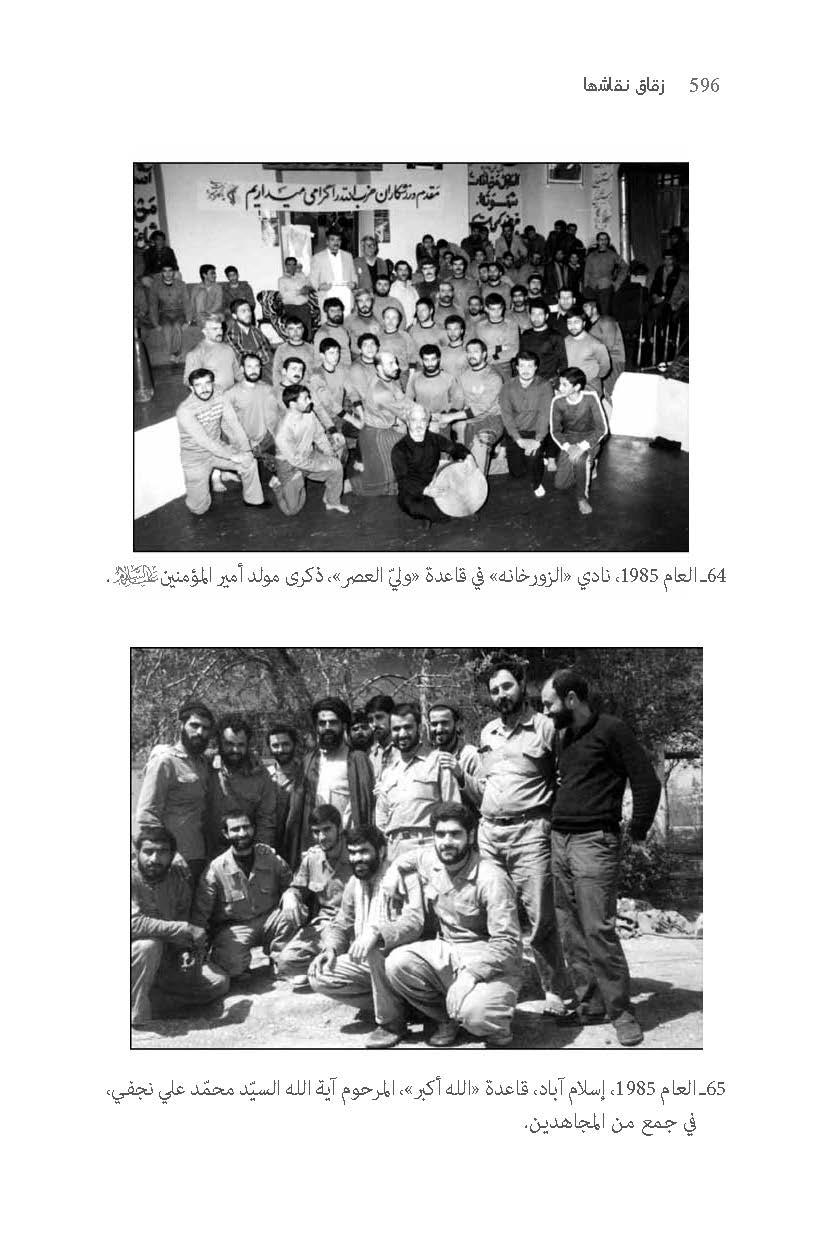 596 زقاق نقاشها
مقدم ورزشکاران حزب الله را گرامی میداریم
64ـ العام 1985، نادي «الزورخانه» في قاعدة «وليّ العصر»، ذكرى مولد أمير المؤمنين عليه السلام.
65ـ العام 1985، إسلام آباد، قاعدة «الله أكبر»، المرحوم آية الله السيّد محمّد علي نجفي،
في جمع من المجاهدين.